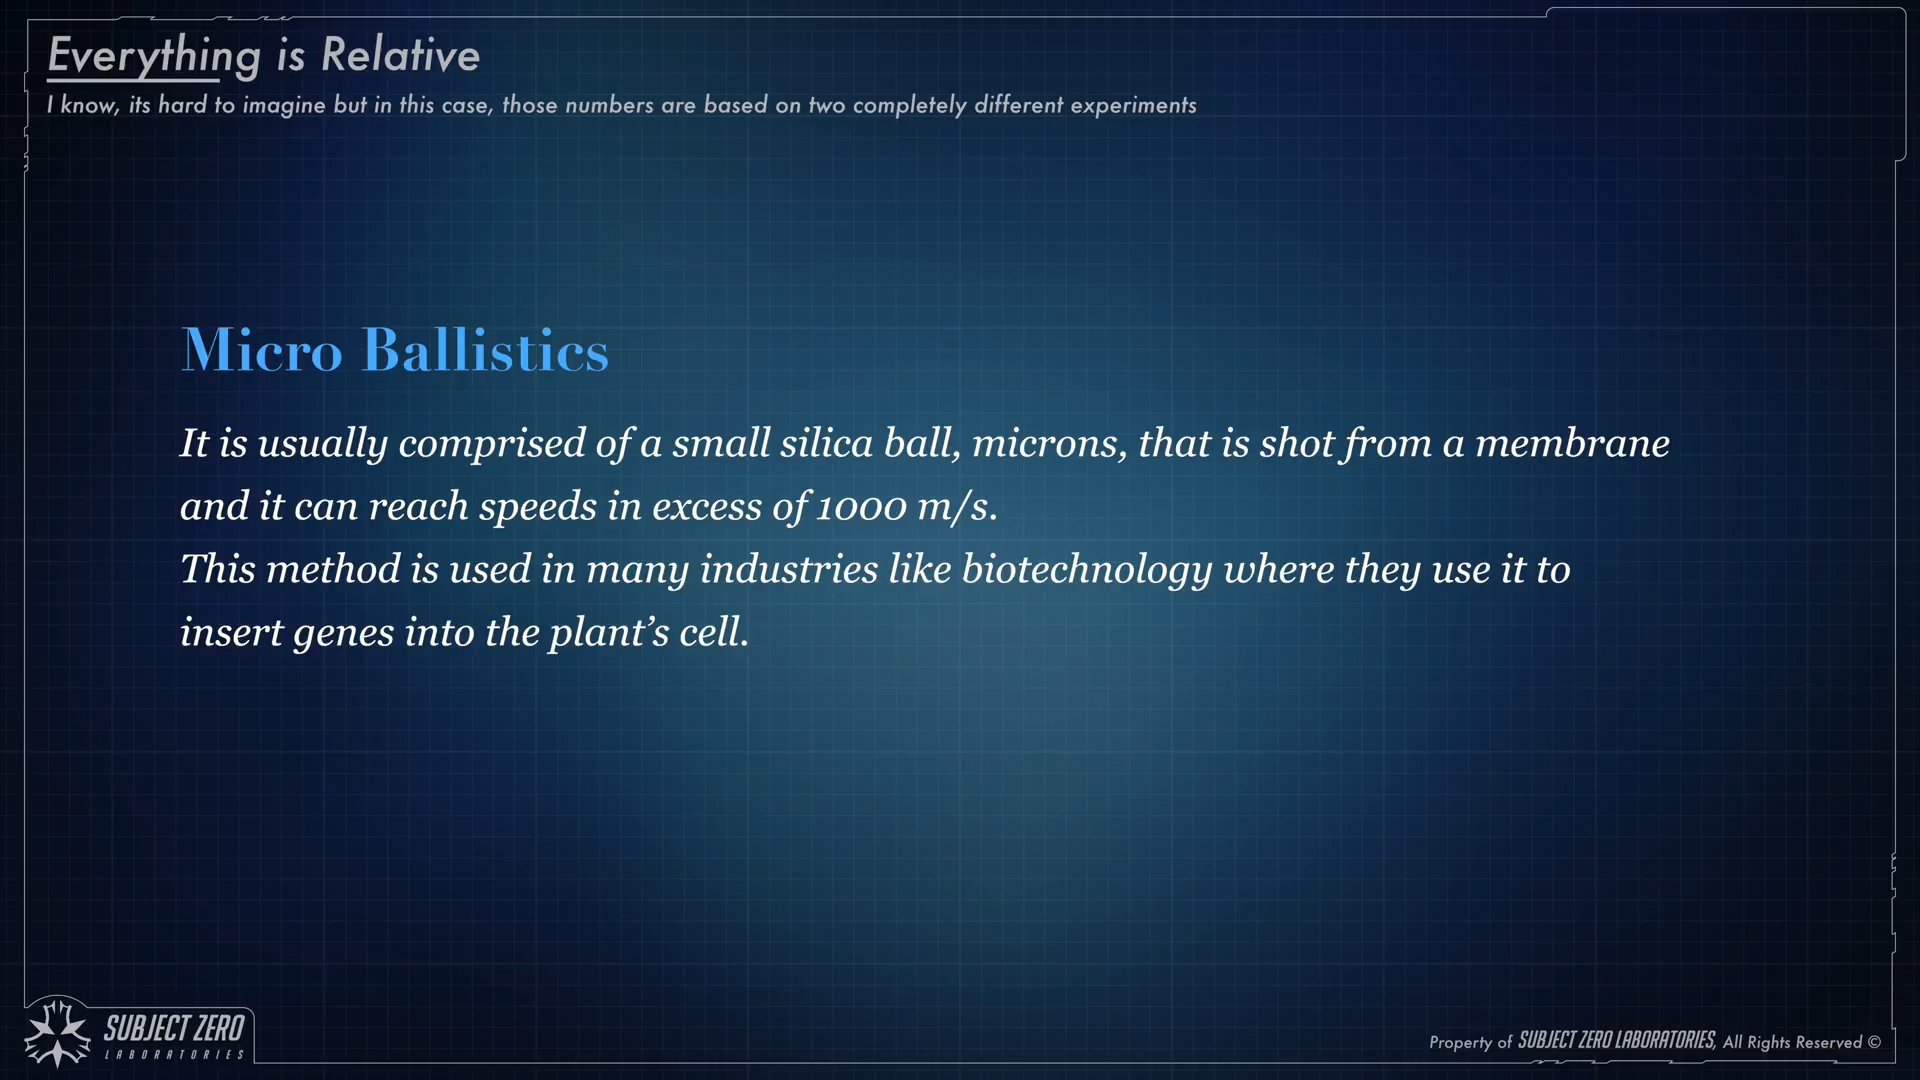 Everything is Relative
I know, its hard to imagine but in this case, those numbers are based on two completely different experiments
Micro Ballistics
It is usually comprised of a small silica ball, microns, that is shot from a membrane
and it can reach speeds in excess of 1000 m/s.
This method is used in many industries like biotechnology where they use it to
insert genes into the plant’s cell.
SUBJECT ZERO
LABORATORIES
Property of SUBJECT ZERO LABORATORIES, All Rights Reserved ©